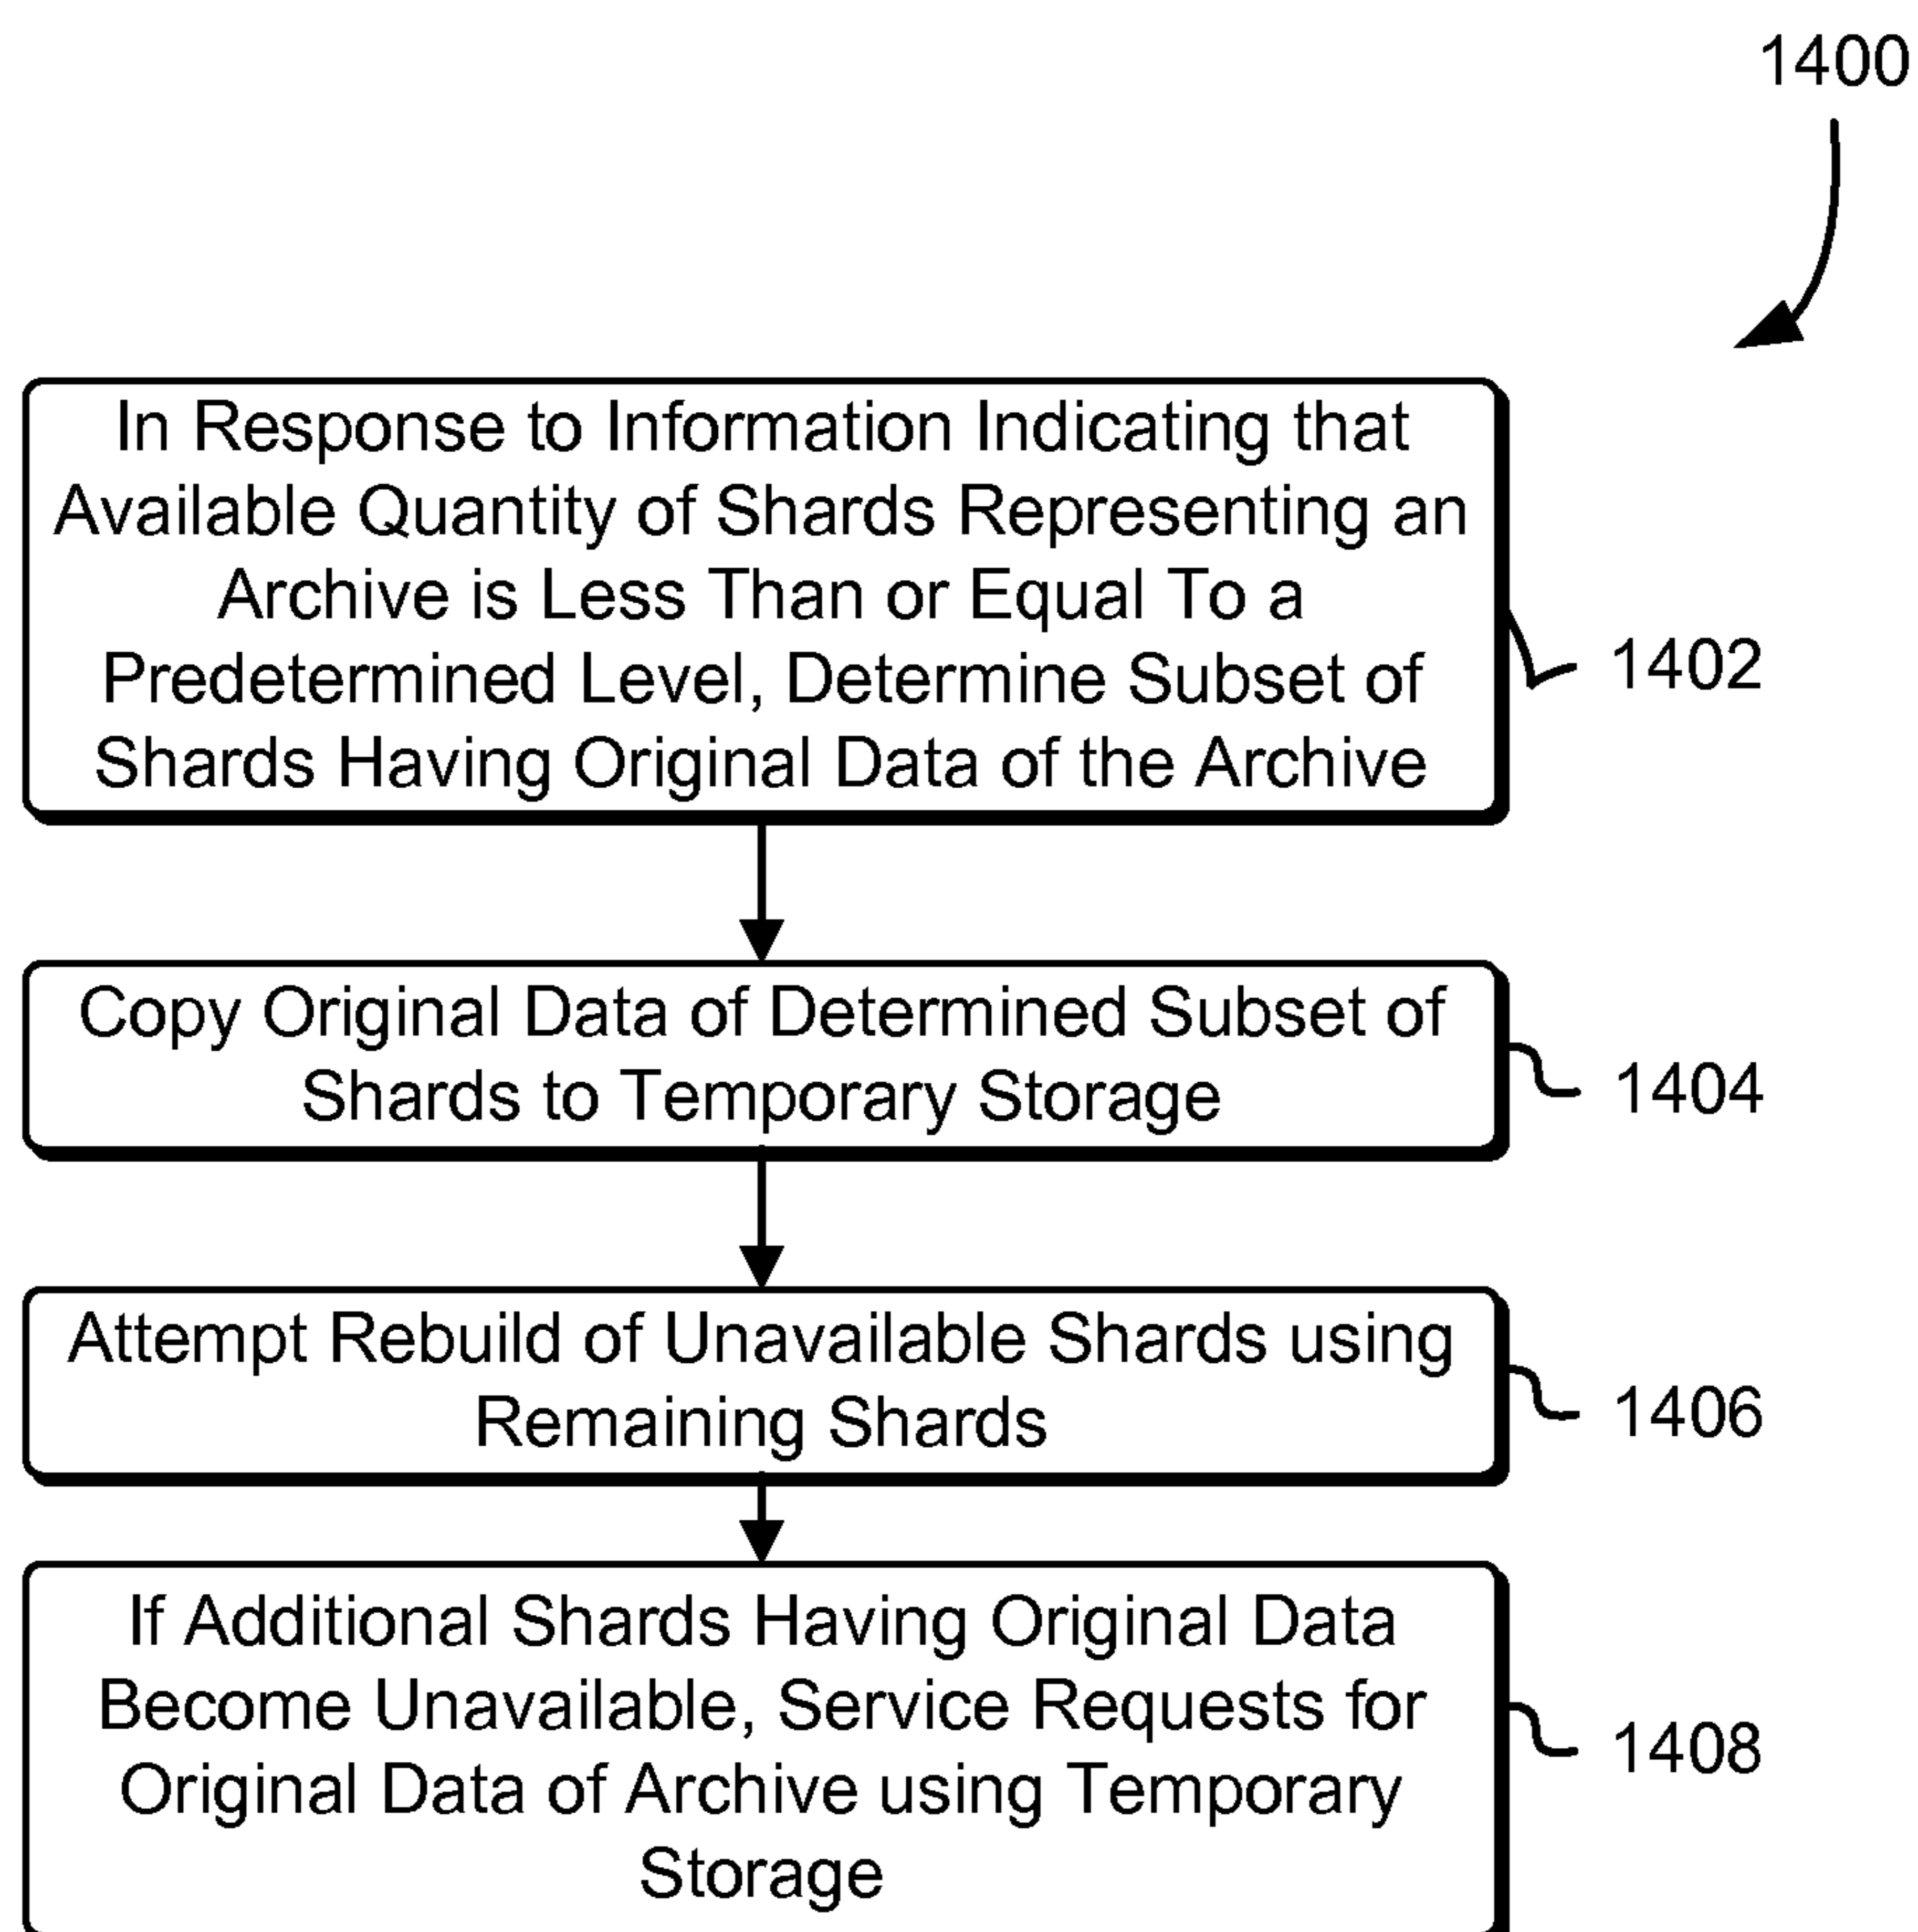 1400
In Response to Information Indicating that
Available Quantity of Shards Representing an
Archive is Less Than or Equal To a
Predetermined Level, Determine Subset of
Shards Having Original Data of the Archive
1402
Copy Original Data of Determined Subset of
Shards to Temporary Storage
1404
Attempt Rebuild of Unavailable Shards using
Remaining Shards
1406
If Additional Shards Having Original Data
Become Unavailable, Service Requests for
Original Data of Archive using Temporary
Storage
1408